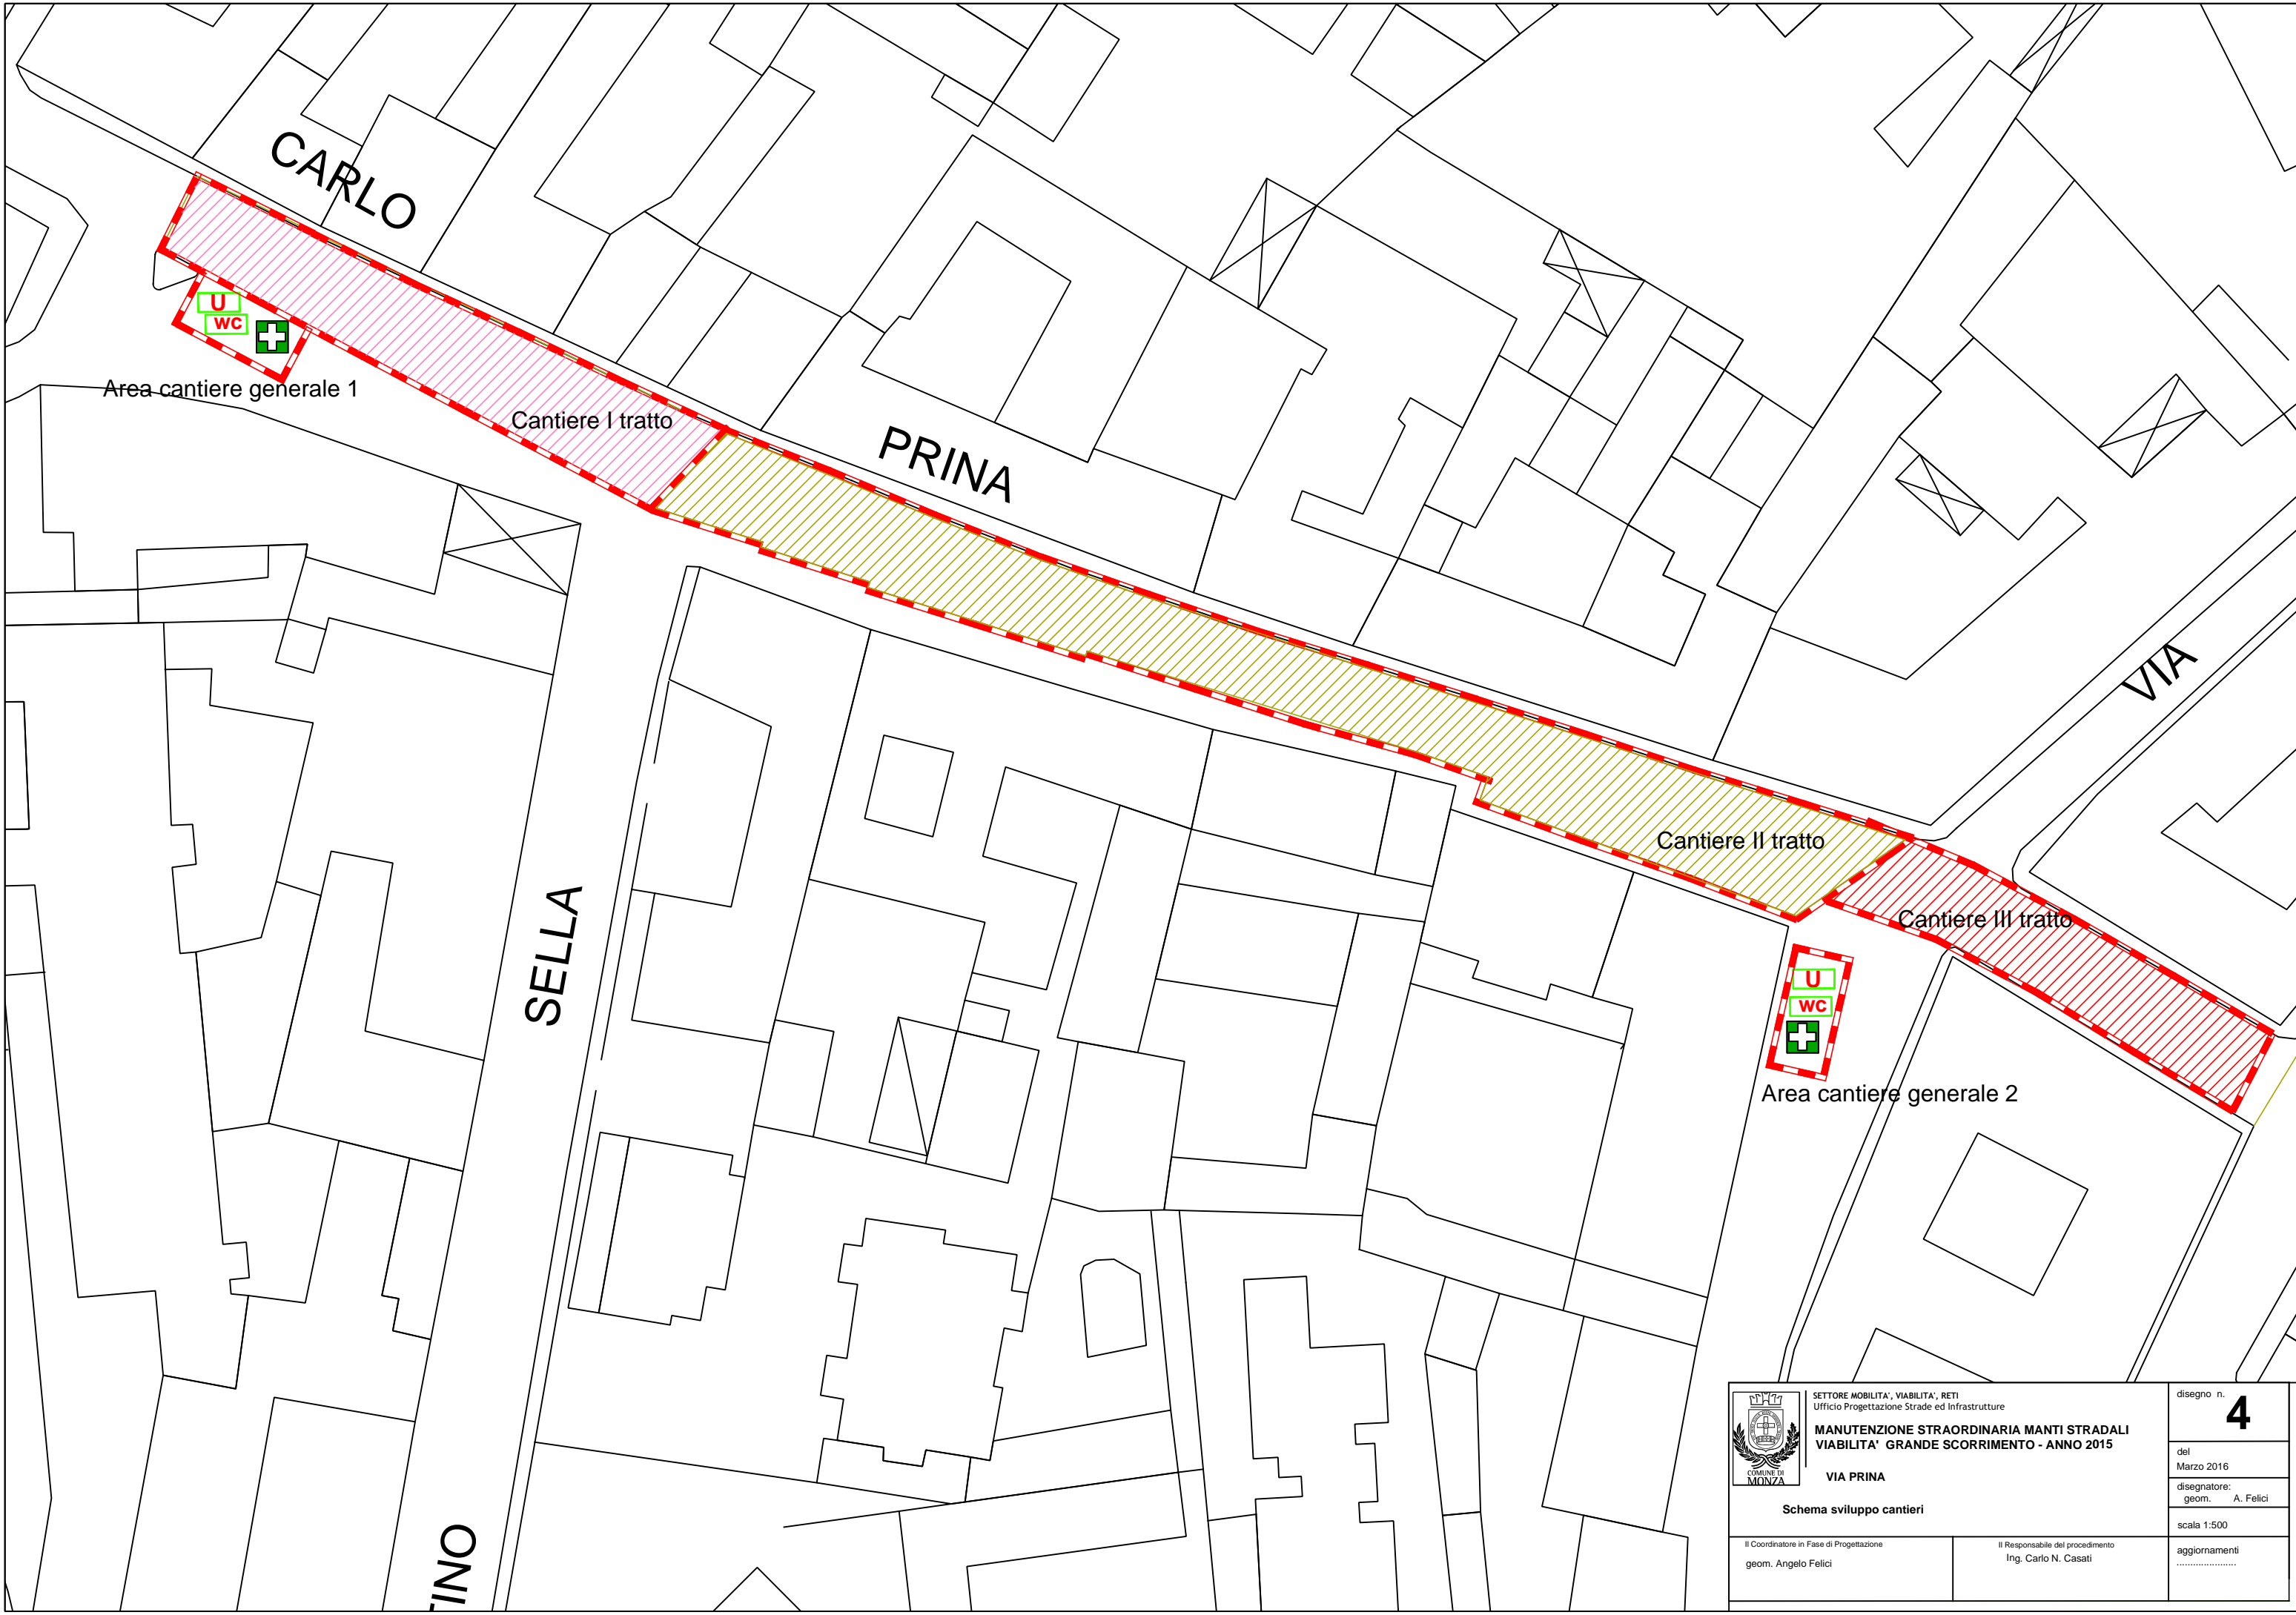 CARLO
U
WC
Area cantiere generale 1
Cantiere I tratto
PRINA
VIA
Cantiere II tratto
Cantiere III tratto
SELLA
U
WC
Area cantiere generale 2
TINO
COMUNE DI
MONZA
SETTORE MOBILITA', VIABILITA', RETI
Ufficio Progettazione Strade ed Infrastrutture
MANUTENZIONE STRAORDINARIA MANTI STRADALI
VIABILITA' GRANDE SCORRIMENTO - ANNO 2015
VIA PRINA
Schema sviluppo cantieri
Il Coordinatore in Fase di Progettazione
geom. Angelo Felici
Il Responsabile del procedimento
Ing. Carlo N. Casati
disegno n.
4
del
Marzo 2016
disegnatore:
geom. A. Felici
scala 1:500
aggiornamenti
.....................